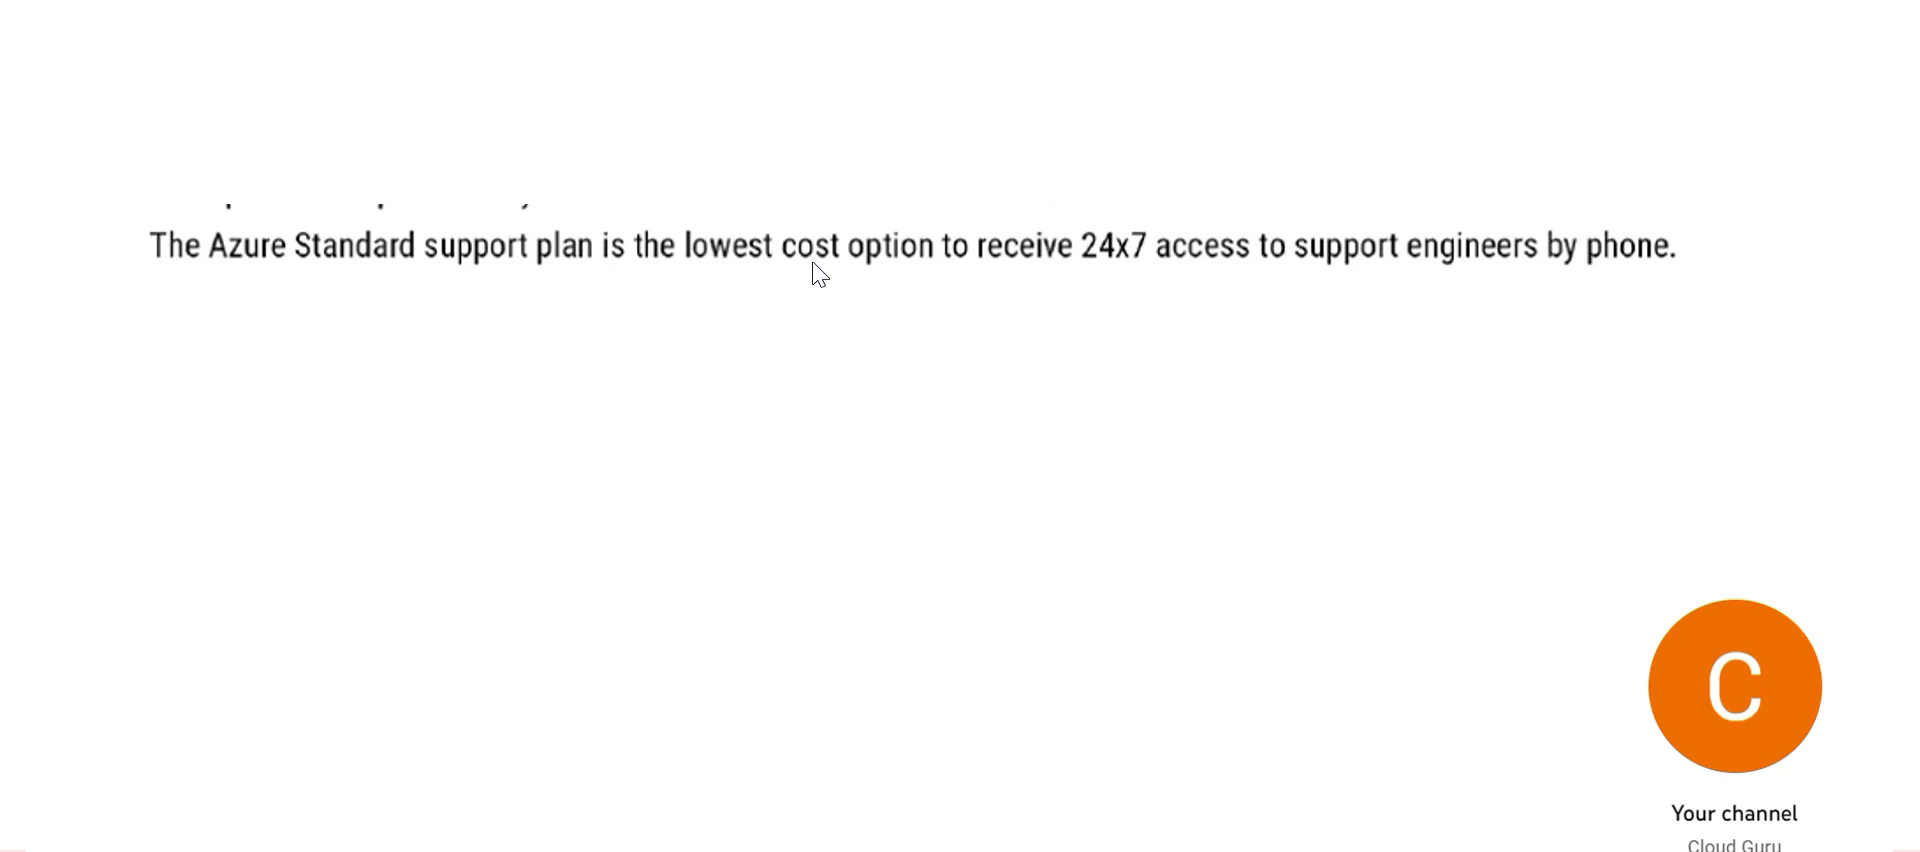 The Azure Standard support plan is the lowest cost option to receive 24x7 access to support engineers by phone.
C
Your channel
Cloud Guru